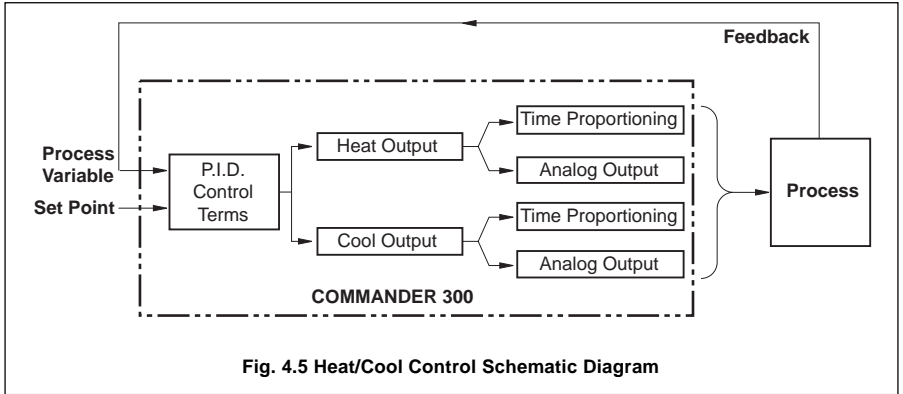 Feedback
Process
Variable
Set Point
P.I.D.
Control
Terms
Heat Output
Cool Output
Time Proportioning
Analog Output
Time Proportioning
Analog Output
Process
COMMANDER 300
Fig. 4.5 Heat/Cool Control Schematic Diagram